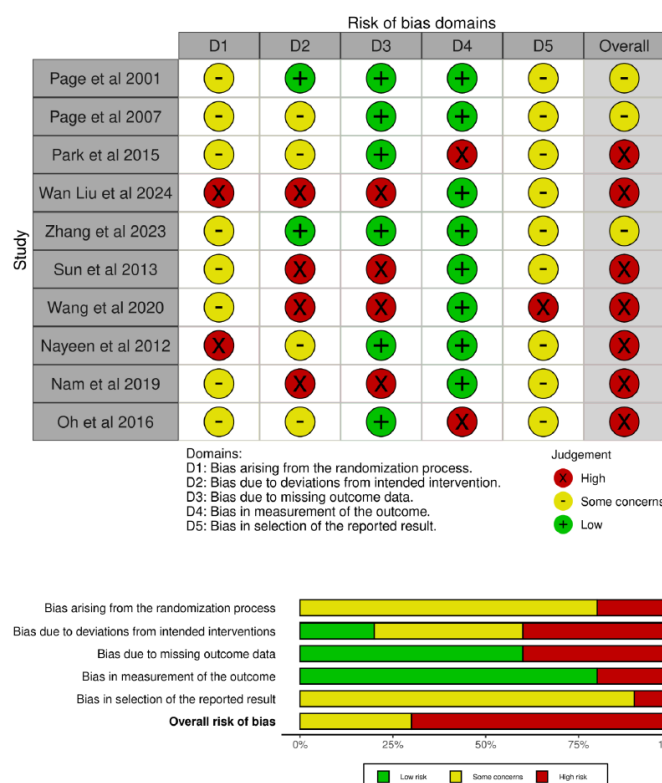 Risk of bias domains
D1 D2 D3 D4 D5 Overall
Study
Page et al 2001 - + + + - -
Page et al 2007 - - + + - -
Park et al 2015 - - + X - X
Wan Liu et al 2024 X X X + - X
Zhang et al 2023 - + + + - -
Sun et al 2013 - X X + - X
Wang et al 2020 - X X + X X
Nayeen et al 2012 X - + + - X
Nam et al 2019 - X X + - X
Oh et al 2016 - - + X - X
Domains:
D1: Bias arising from the randomization process.
D2: Bias due to deviations from intended intervention.
D3: Bias due to missing outcome data.
D4: Bias in measurement of the outcome.
D5: Bias in selection of the reported result.
Judgement
X High
- Some concerns
+ Low
Bias arising from the randomization process
Bias due to deviations from intended interventions
Bias due to missing outcome data
Bias in measurement of the outcome
Bias in selection of the reported result
Overall risk of bias
0% 25% 50% 75% 1
Low risk Some concerns High risk